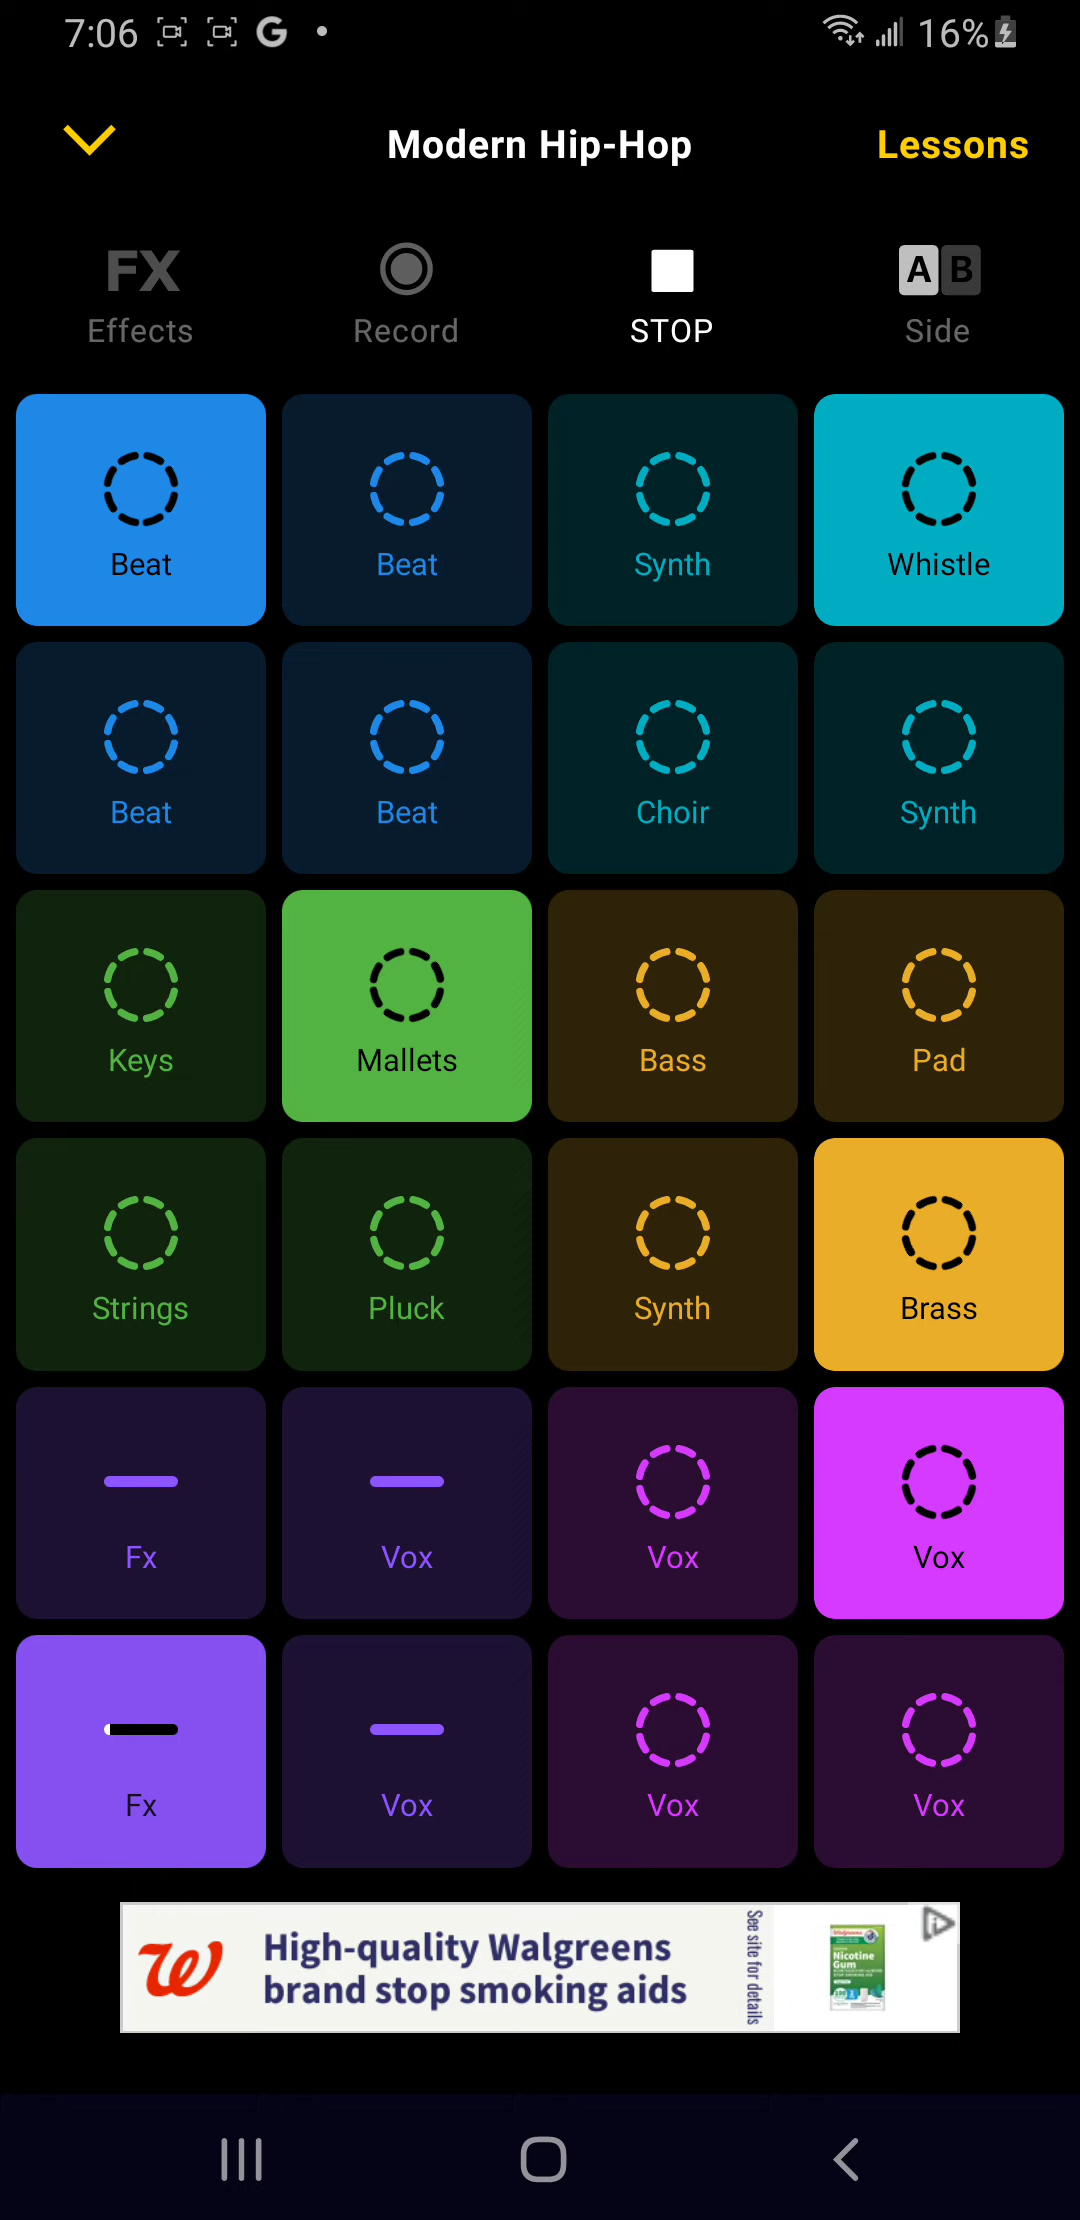 7:06 G 16%
Modern Hip-Hop Lessons
FX A B
Effects Record STOP Side
Beat Beat Synth Whistle
Beat Beat Choir Synth
Keys Mallets Bass Pad
Strings Pluck Synth Brass
Fx Vox Vox Vox
Fx Vox Vox Vox
W High-quality Walgreens
brand stop smoking aids
See site for details
Nicotine
Gum